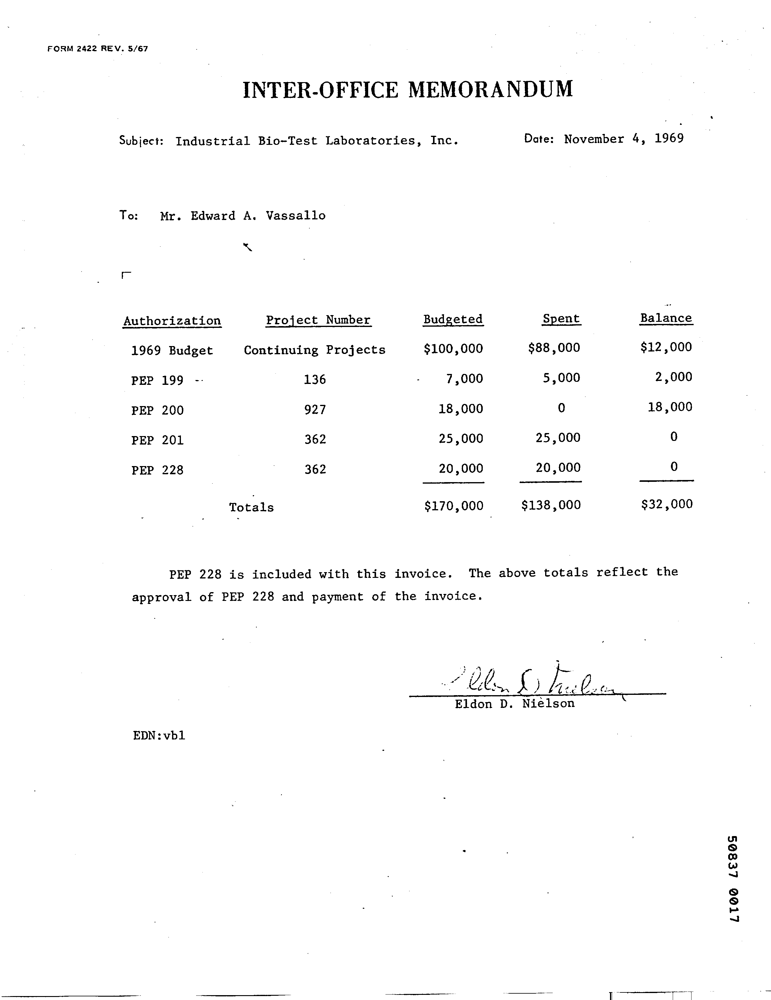 FORM 2422 REV. 5/67
INTER-OFFICE MEMORANDUM
Subject: Industrial Bio-Test Laboratories, Inc. Date: November 4, 1969
To: Mr. Edward A. Vassallo
Authorization Project Number Budgeted Spent Balance
1969 Budget Continuing Projects $100,000 $88,000 $12,000
PEP 199 136 7,000 5,000 2,000
PEP 200 927 18,000 0 18,000
PEP 201 362 25,000 25,000 0
PEP 228 362 20,000 20,000 0
Totals $170,000 $138,000 $32,000
PEP 228 is included with this invoice. The above totals reflect the
approval of PEP 228 and payment of the invoice.
Eldon D. Nielson
Eldon D. Nielson
EDN:vbl
50837 0017